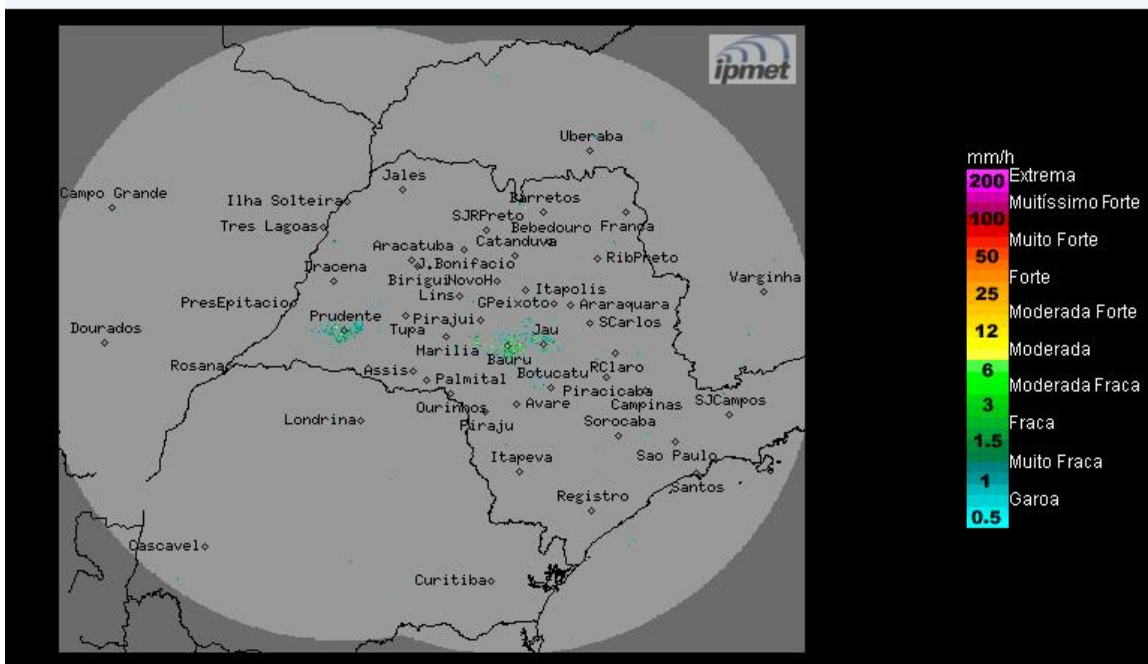 ipmet
Uberaba
Jales
Campo Grande
Ilha Solteira
Barretos
SJRPreto
Tres Lagoas
Bebedouro
Franca
Aracatuba
Catanduva
J.Bonifacio
RibPreto
Dracena
Birigui
NovoH
Itapolis
Varginha
Lins
GPeixoto
Araraquara
PresEpitacio
Prudente
Pirajui
SCarlos
Dourados
Tupa
Jau
Marilia
Bauru
Rosana
Assis
Botucatu
RClaro
Palmital
Piracicaba
Ourinhos
Avare
Campinas
SJCampos
Londrina
Piraju
Sorocaba
Itapeva
Sao Paulo
Santos
Registro
Cascavel
Curitiba
mm/h
200 Extrema
Muitíssimo Forte
100
Muito Forte
50
Forte
25
Moderada Forte
12
Moderada
6
Moderada Fraca
3
Fraca
1.5
Muito Fraca
1
Garoa
0.5